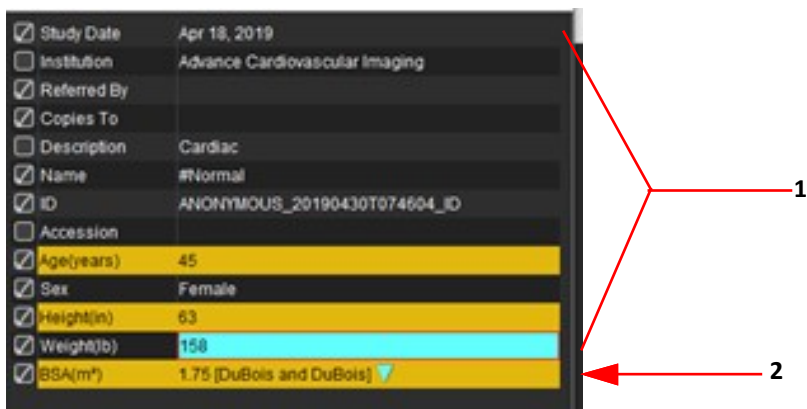 Study Date Apr 18, 2019
Institution Advance Cardiovascular Imaging
Referred By
Copies To
Description Cardiac
Name #Normal
ID ANONYMOUS_20190430T074604_ID
Accession
Age(years) 45
Sex Female
Height(in) 63
Weight(lb) 158
BSA(m²) 1.75 [DuBois and DuBois]
1
2